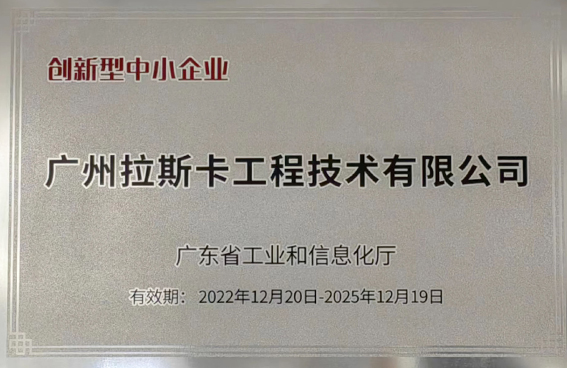 创新型中小企业
广州拉斯卡工程技术有限公司
广东省工业和信息化厅
有效期：2022年12月20日-2025年12月19日